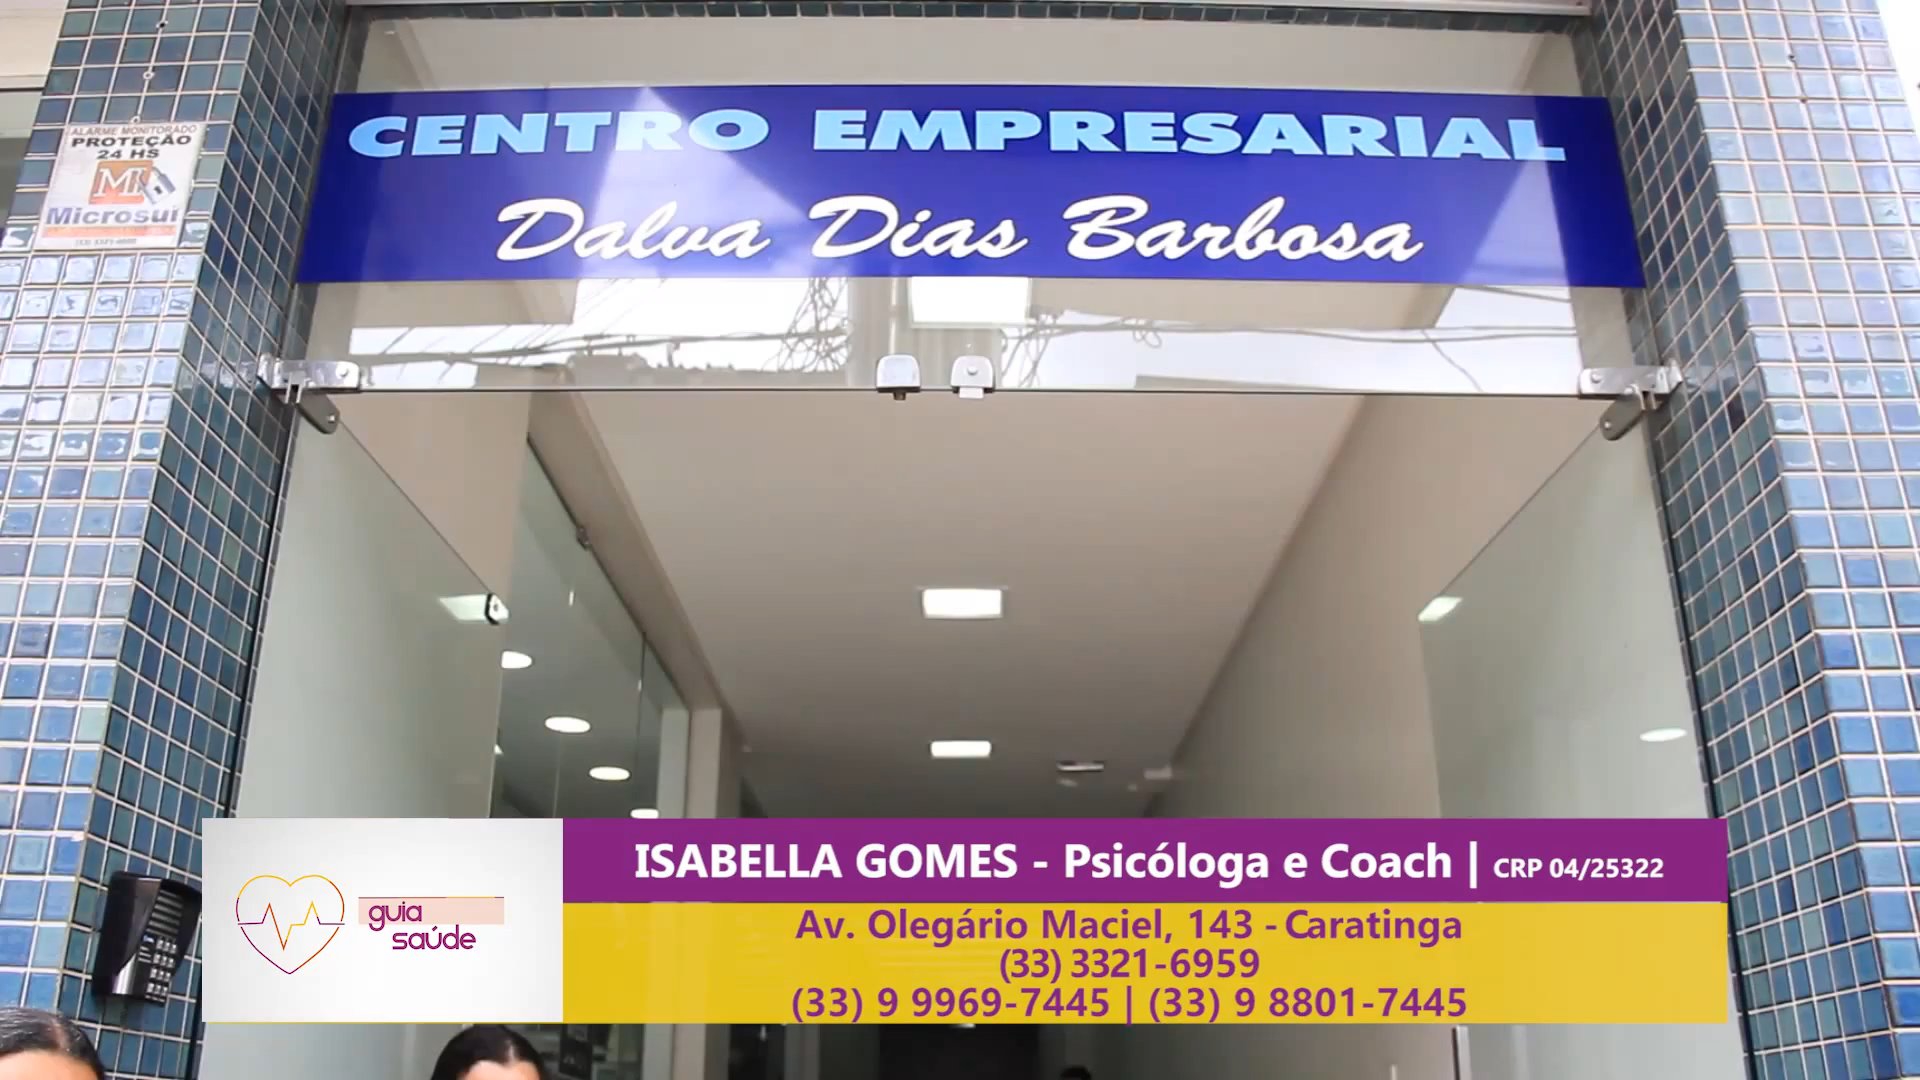 CENTRO EMPRESARIAL
Dalva Dias Barbosa
ALARME MONITORADO
PROTEÇÃO
24 HS
M
Microsul
guia
saúde
ISABELLA GOMES - Psicóloga e Coach | CRP 04/25322
Av. Olegário Maciel, 143 - Caratinga
(33) 3321-6959
(33) 9 9969-7445 | (33) 9 8801-7445